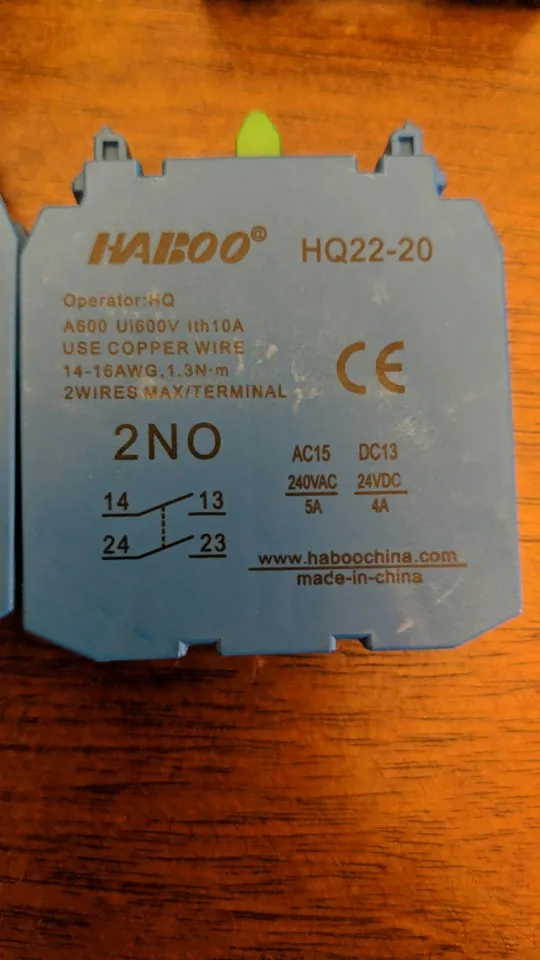 HABOO® HQ22-20
Operator:HQ
A600 Ui600V Ith10A
USE COPPER WIRE
14-16AWG,1.3N·m
2WIRES MAX/TERMINAL
CE
2NO
AC15 DC13
240VAC 24VDC
5A 4A
14 13
24 23
www.haboochina.com
made-in-china